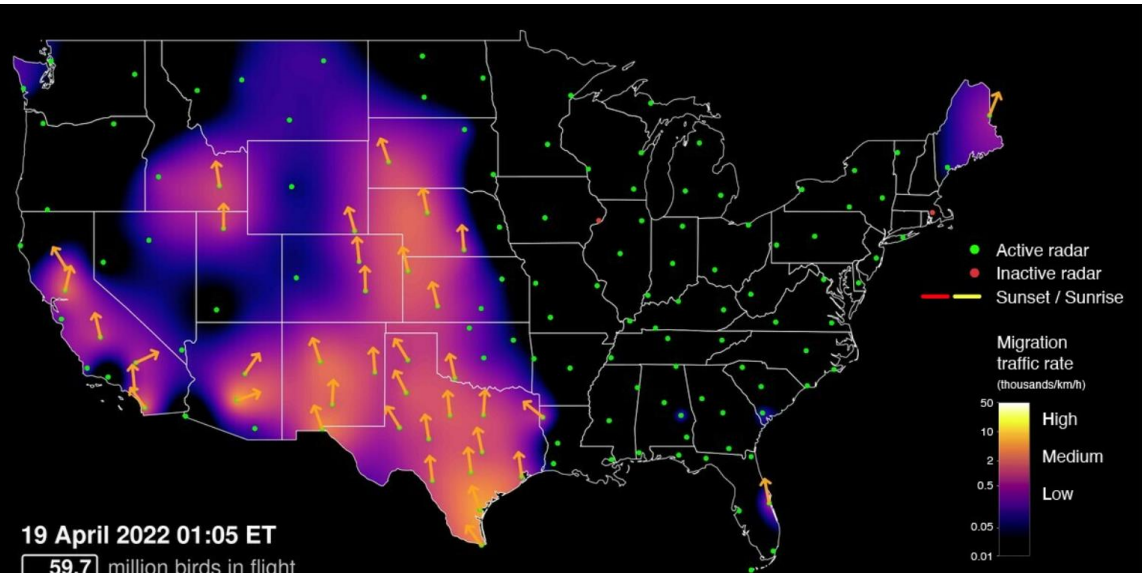 Active radar
Inactive radar
Sunset / Sunrise
Migration
traffic rate
(thousands/km/h)
50
High
10
Medium
2
0.5
Low
0.05
0.01
19 April 2022 01:05 ET
59.7 million birds in flight